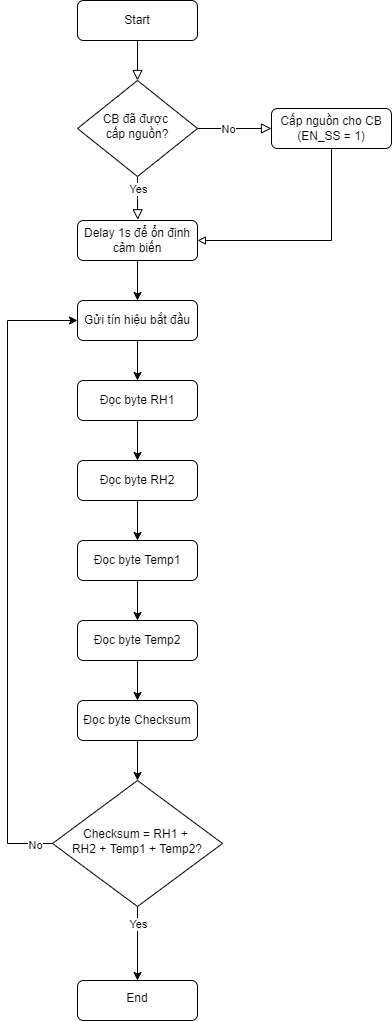 Start
CB đã được
cấp nguồn?
No
Cấp nguồn cho CB
(EN_SS = 1)
Yes
Delay 1s để ổn định
cảm biến
Gửi tín hiệu bắt đầu
Đọc byte RH1
Đọc byte RH2
Đọc byte Temp1
Đọc byte Temp2
Đọc byte Checksum
Checksum = RH1 +
RH2 + Temp1 + Temp2?
No
Yes
End